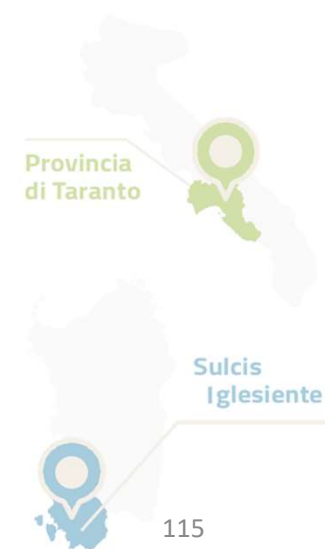 Provincia
di Taranto
Sulcis
Iglesiente
115